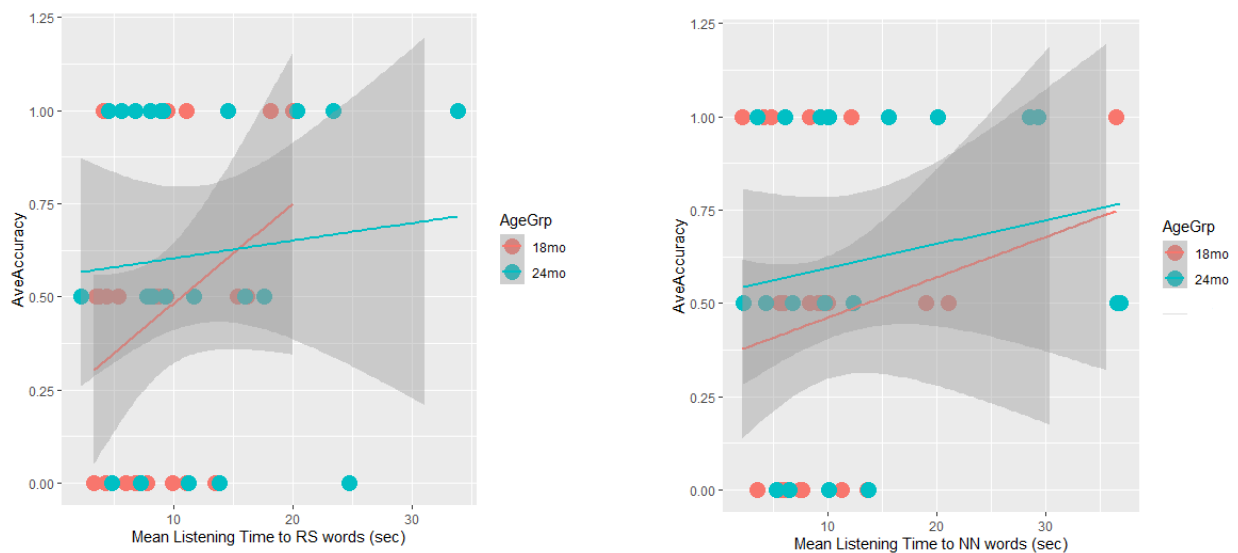 1.25
1.00
0.75
0.50
0.25
0.00
AveAccuracy
10
20
30
Mean Listening Time to RS words (sec)
AgeGrp
18mo
24mo
1.25
1.00
0.75
0.50
0.25
0.00
AveAccuracy
10
20
30
Mean Listening Time to NN words (sec)
AgeGrp
18mo
24mo